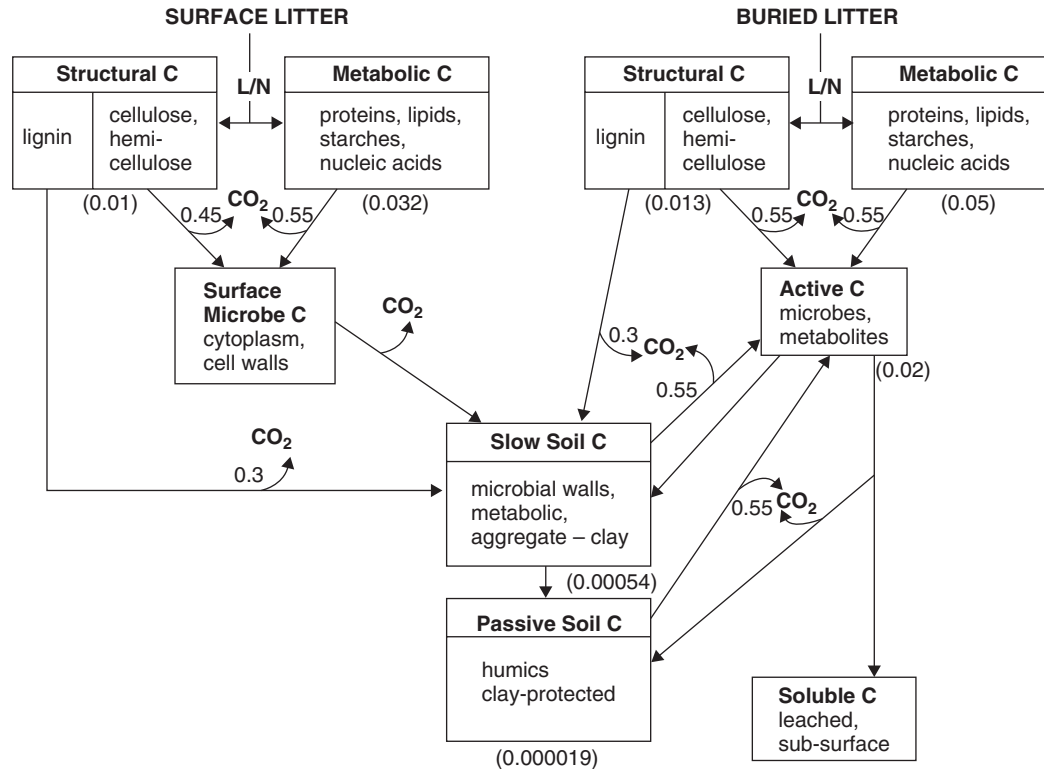 SURFACE LITTER
BURIED LITTER
Structural C
L/N
Metabolic C
lignin
cellulose,
hemi-
cellulose
proteins, lipids,
starches,
nucleic acids
(0.01)
0.45
CO2
0.55
(0.032)
Structural C
L/N
Metabolic C
lignin
cellulose,
hemi-
cellulose
proteins, lipids,
starches,
nucleic acids
(0.013)
0.55
CO2
0.55
(0.05)
Surface
Microbe C
cytoplasm,
cell walls
CO2
Active C
microbes,
metabolites
(0.02)
0.3
CO2
0.55
CO2
0.3
Slow Soil C
microbial walls,
metabolic,
aggregate – clay
(0.00054)
0.55
CO2
Passive Soil C
humics
clay-protected
(0.000019)
Soluble C
leached,
sub-surface